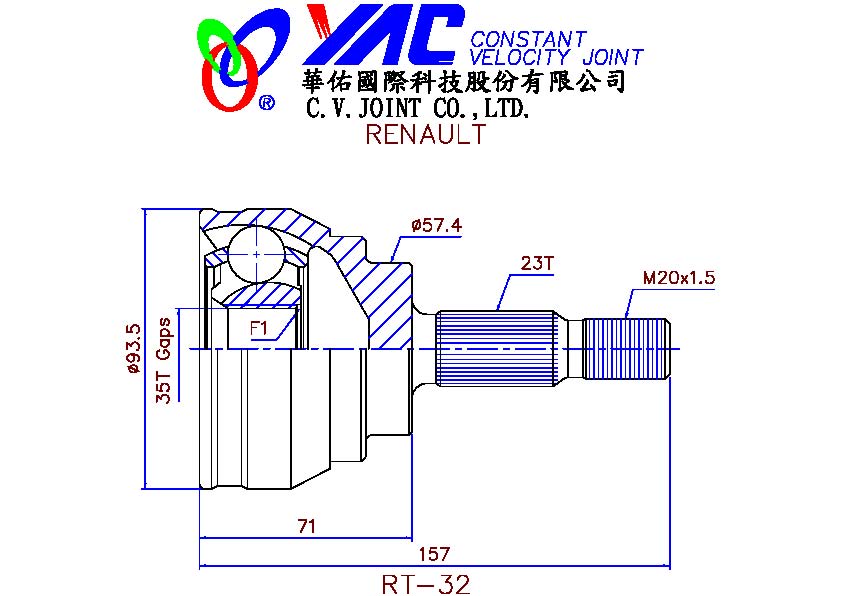 YAC CONSTANT
VELOCITY JOINT
®
華佑國際科技股份有限公司
C.V.JOINT CO.,LTD.
RENAULT
ø57.4
23T
M20x1.5
F1
ø93.5
35T Gaps
71
157
RT-32